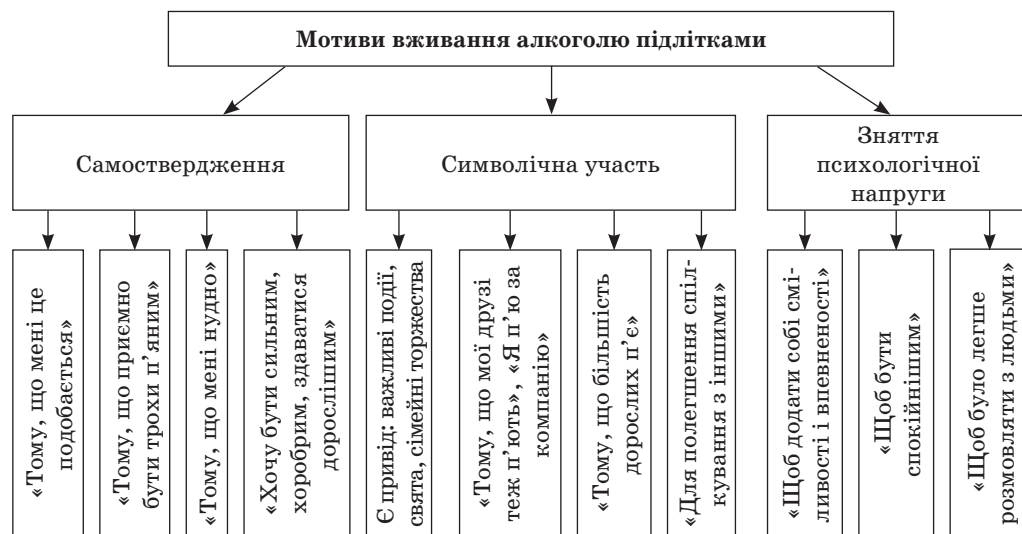 Мотиви вживання алкоголю підлітками
Самоствердження
Символічна участь
Зняття
психологічної
напруги
«Тому, що мені це
подобається»
«Тому, що приємно
бути трохи п’яним»
«Тому, що мені нудно»
«Хочу бути сильним,
хоробрим, здаватися
дорослішим»
Є привід: важливі події,
свята, сімейні торжества
«Тому, що мої друзі
теж п’ють», «Я п’ю за
компанію»
«Тому, що більшість
дорослих п’є»
«Для полегшення спіл-
кування з іншими»
«Щоб додати собі смі-
ливості і впевненості»
«Щоб бути
спокійнішим»
«Щоб було легше
розмовляти з людьми»